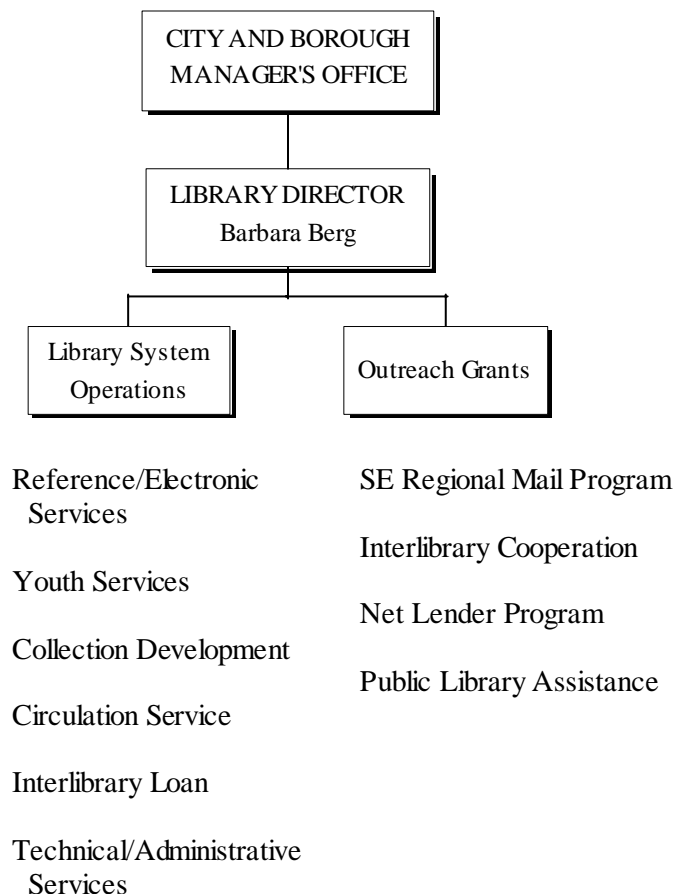 CITY AND BOROUGH
MANAGER'S OFFICE
LIBRARY DIRECTOR
Barbara Berg
Library System
Operations
Outreach Grants
Reference/Electronic
Services
Youth Services
Collection Development
Circulation Service
Interlibrary Loan
Technical/Administrative
Services
SE Regional Mail Program
Interlibrary Cooperation
Net Lender Program
Public Library Assistance